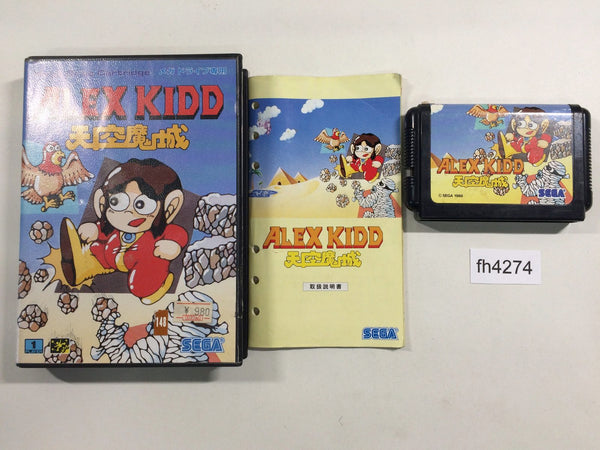 Cartridge メガドライブ専用
ALEX KIDD
天空魔城
¥980
148
1
SEGA
ALEX KIDD
天空魔城
取扱説明書
SEGA
ALEX KIDD
天空魔城
© SEGA 1989
SEGA
fh4274